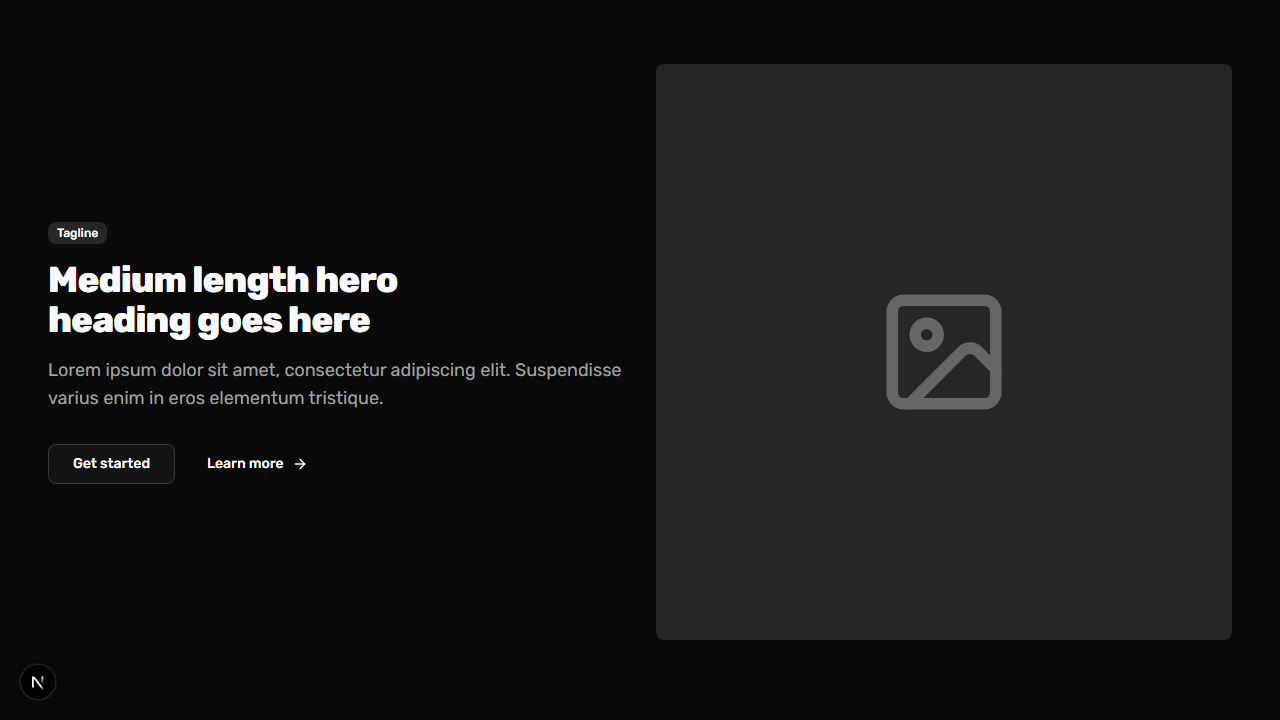 Tagline
Medium length hero
heading goes here
Lorem ipsum dolor sit amet, consectetur adipiscing elit. Suspendisse
varius enim in eros elementum tristique.
Get started
Learn more
N